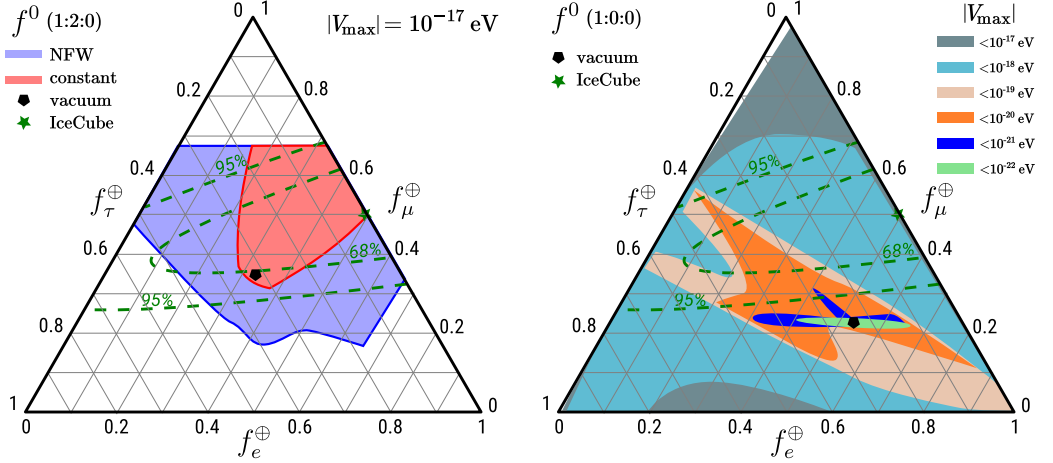 f⁰ (1:2:0)
NFW
constant
vacuum
IceCube
|V_max| = 10⁻¹⁷ eV
0
1
0.2
0.8
0.4
0.6
0.6
0.4
0.8
0.2
1
0
0
0.2
0.4
0.6
0.8
1
f_τ^⊕
f_μ^⊕
f_e^⊕
95%
68%
95%
f⁰ (1:0:0)
vacuum
IceCube
|V_max|
<10⁻¹⁷ eV
<10⁻¹⁸ eV
<10⁻¹⁹ eV
<10⁻²⁰ eV
<10⁻²¹ eV
<10⁻²² eV
0
1
0.2
0.8
0.4
0.6
0.6
0.4
0.8
0.2
1
0
0
0.2
0.4
0.6
0.8
1
f_τ^⊕
f_μ^⊕
f_e^⊕
95%
68%
95%